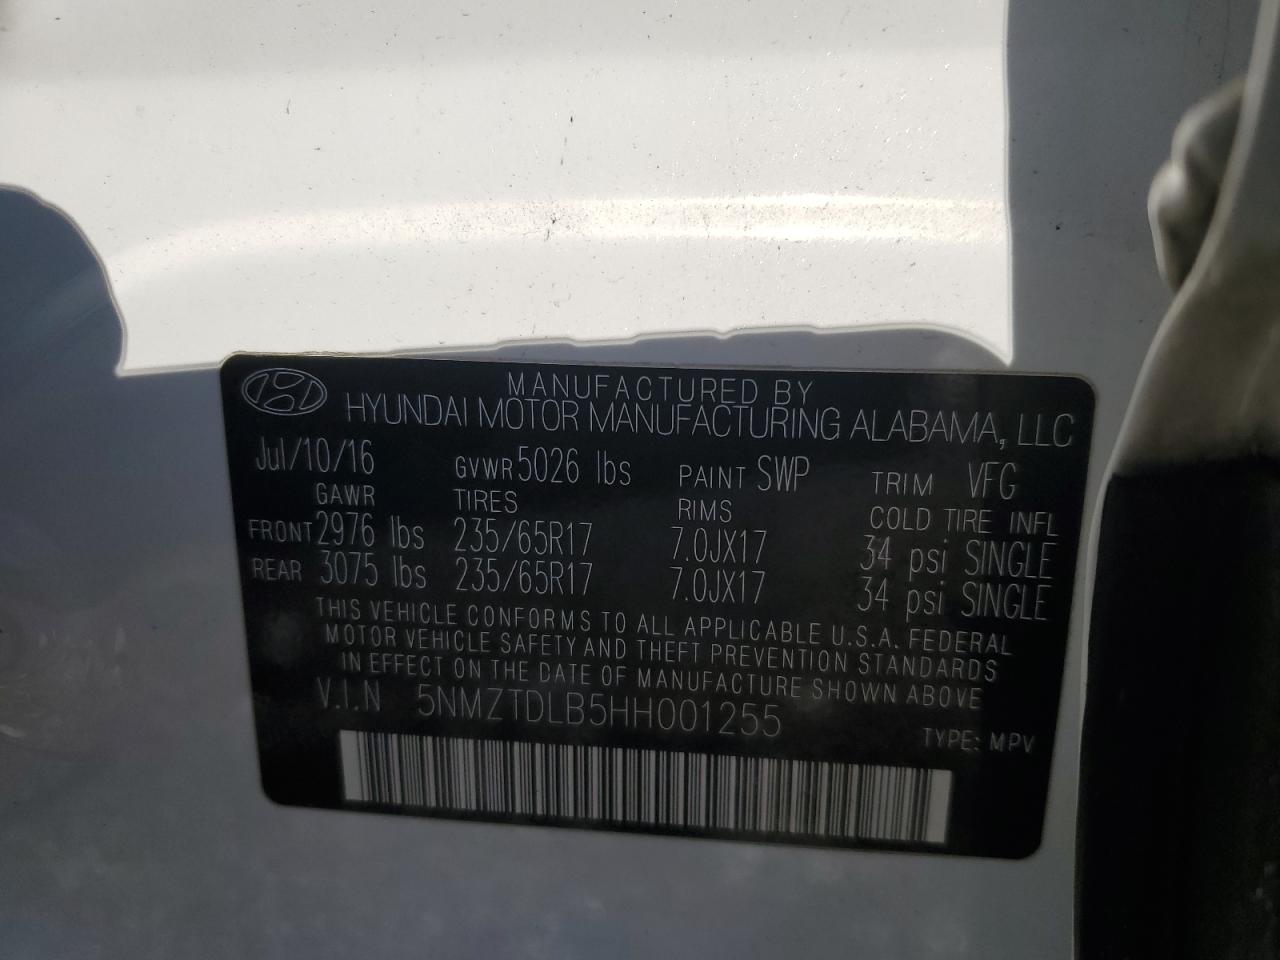 MANUFACTURED BY
HYUNDAI MOTOR MANUFACTURING ALABAMA, LLC
Jul/10/16 GVWR 5026 lbs PAINT SWP TRIM VFG
GAWR TIRES RIMS COLD TIRE INFL
FRONT 2976 lbs 235/65R17 7.0JX17 34 psi SINGLE
REAR 3075 lbs 235/65R17 7.0JX17 34 psi SINGLE
THIS VEHICLE CONFORMS TO ALL APPLICABLE U.S.A. FEDERAL
MOTOR VEHICLE SAFETY AND THEFT PREVENTION STANDARDS
IN EFFECT ON THE DATE OF MANUFACTURE SHOWN ABOVE
V.I.N 5NMZTDLB5HH001255
TYPE: MPV